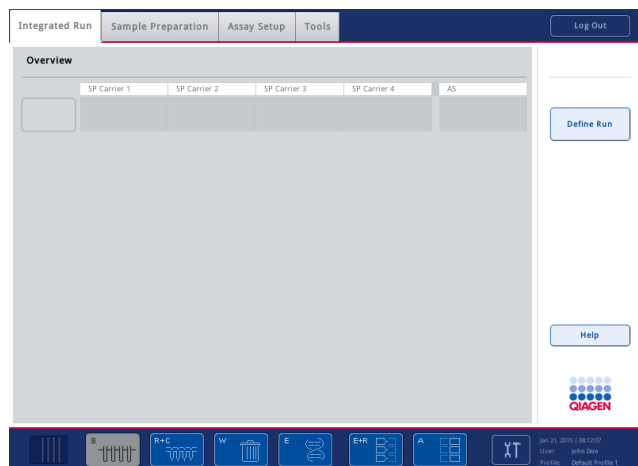 Integrated Run
Sample Preparation
Assay Setup
Tools
Log Out
Overview
SP Carrier 1
SP Carrier 2
SP Carrier 3
SP Carrier 4
AS
Define Run
Help
QIAGEN
S
R+C
W
E
E+R
A
Jan 21, 2015 | 08:12:07
User: John Doe
Profile: Default Profile 1